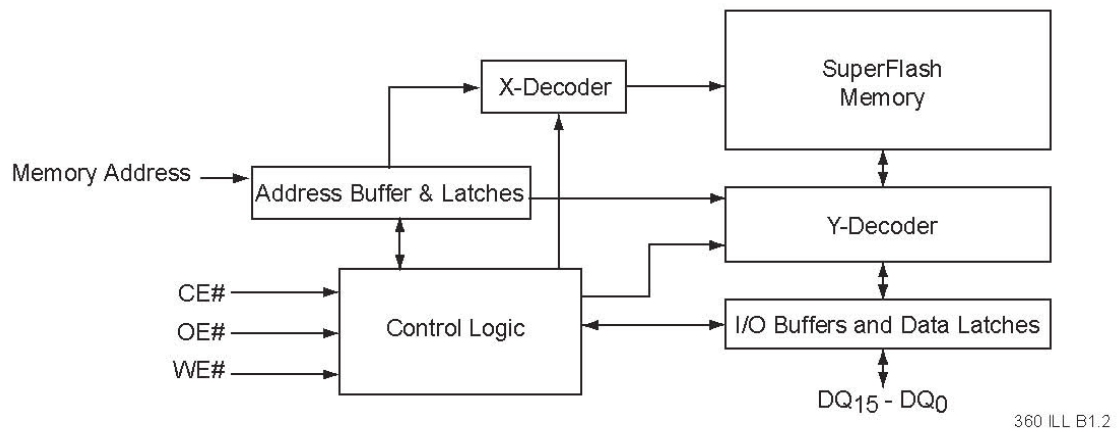 SuperFlash
Memory
X-Decoder
Memory Address
Address Buffer & Latches
Y-Decoder
CE#
OE#
WE#
Control Logic
I/O Buffers and Data Latches
DQ15 - DQ0
360 ILL B1.2